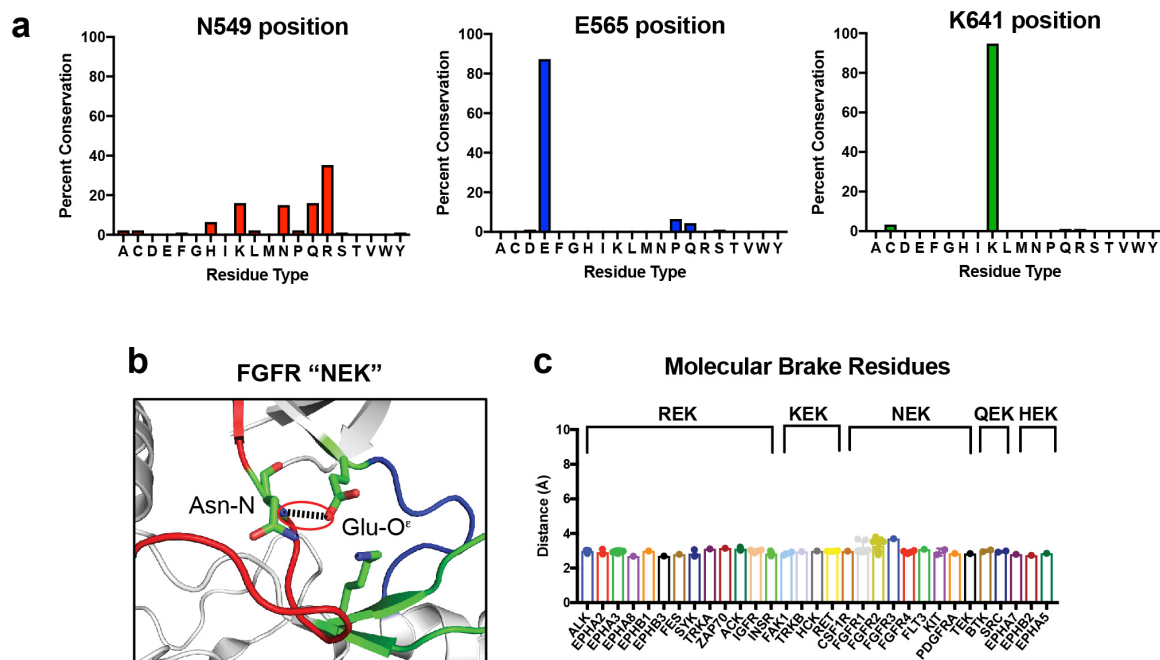 a
N549 position
E565 position
K641 position
Percent Conservation
100
80
60
40
20
0
A C D E F G H I K L M N P Q R S T V W Y
Residue Type
Percent Conservation
100
80
60
40
20
0
A C D E F G H I K L M N P Q R S T V W Y
Residue Type
Percent Conservation
100
80
60
40
20
0
A C D E F G H I K L M N P Q R S T V W Y
Residue Type
b
FGFR “NEK”
Asn-N
Glu-Oᵋ
c
Molecular Brake Residues
REK
KEK
NEK
QEK
HEK
Distance (Å)
10
8
6
4
2
0
ALK
EPHA2
EPHA3
EPHA8
EPHB1
EPHB3
FES
SYK
TRKA
ZAP70
ACK
IGFR
INSR
FAK1
TRKB
HCK
RET
CSF1R
FGFR1
FGFR2
FGFR3
FGFR4
FLT3
KIT
PDGFRA
TEK
BTK
SRC
EPHA7
EPHB2
EPHA5